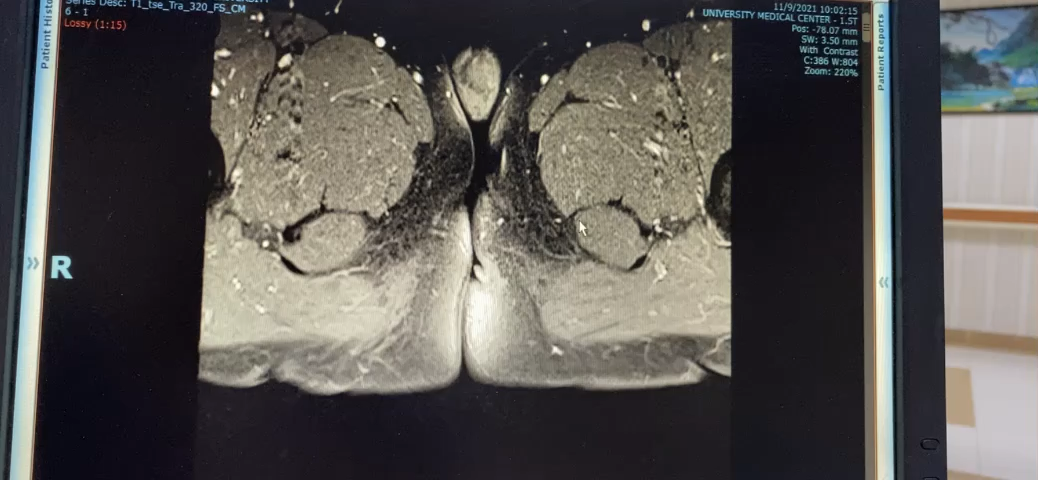 Series Desc: T1_tse_Tra_320_FS_CM
6 - 1
Lossy (1:15)
11/9/2021 10:02:15
UNIVERSITY MEDICAL CENTER - 1.5T
Pos: -78.07 mm
SW: 3.50 mm
With Contrast
C:386 W:804
Zoom: 220%
Patient Histo
Patient Reports
R